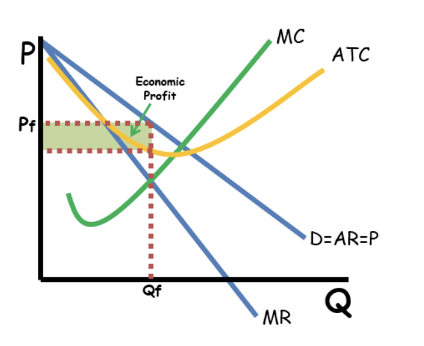 MC
P
ATC
Economic
Profit
Pf
D=AR=P
Qf
Q
MR